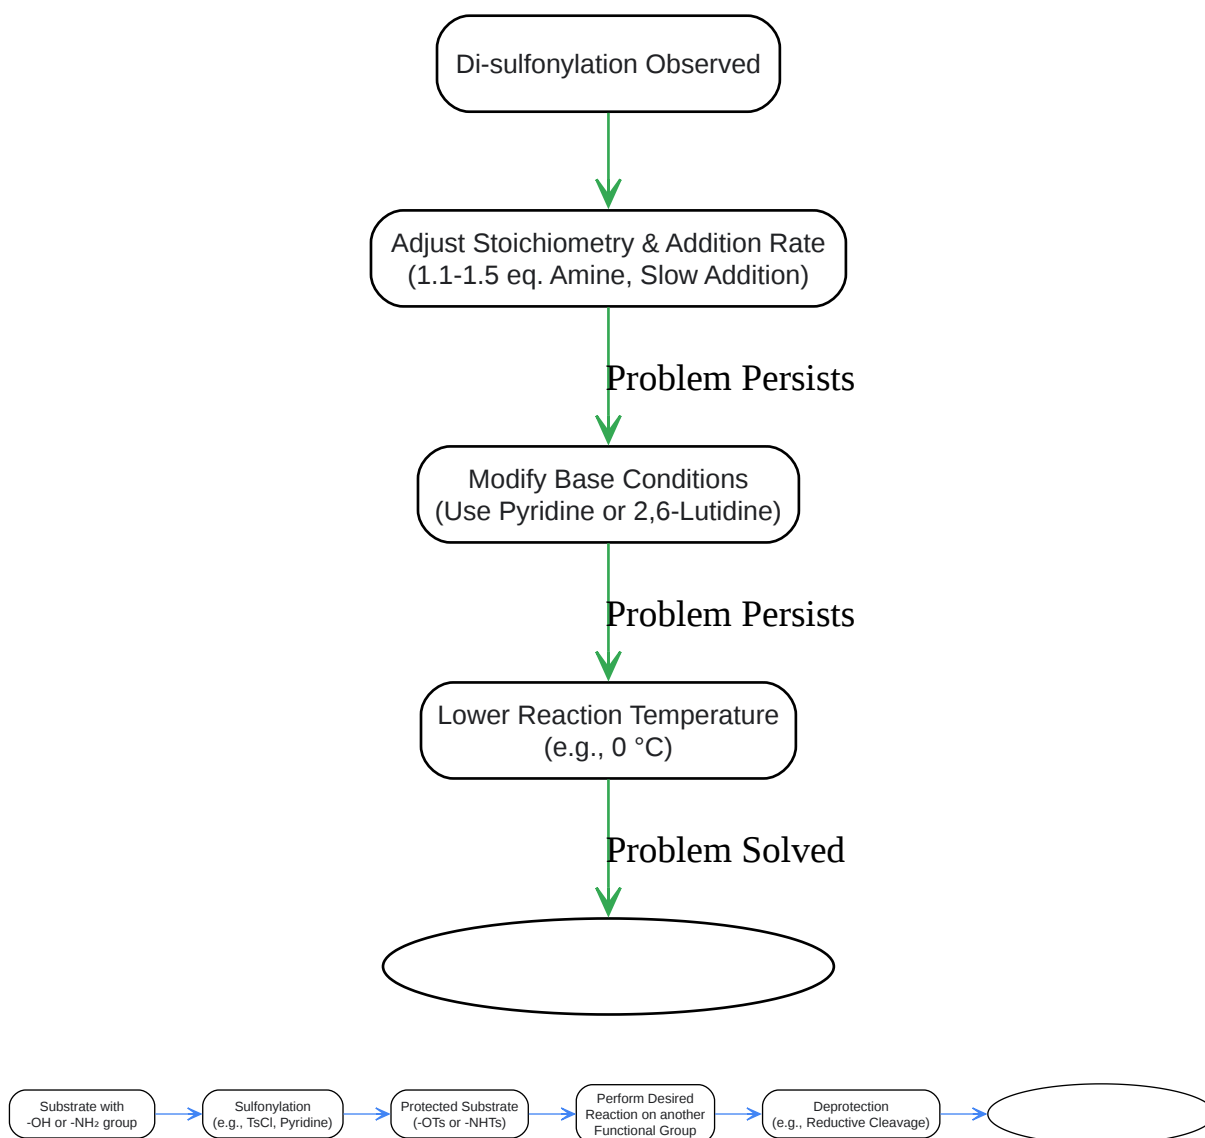 Di-sulfonylation Observed
Adjust Stoichiometry & Addition Rate
(1.1-1.5 eq. Amine, Slow Addition)
Problem Persists
Modify Base Conditions
(Use Pyridine or 2,6-Lutidine)
Problem Persists
Lower Reaction Temperature
(e.g., 0 °C)
Problem Solved
Substrate with
-OH or -NH₂ group
Sulfonylation
(e.g., TsCl, Pyridine)
Protected Substrate
(-OTs or -NHTs)
Perform Desired
Reaction on another
Functional Group
Deprotection
(e.g., Reductive Cleavage)